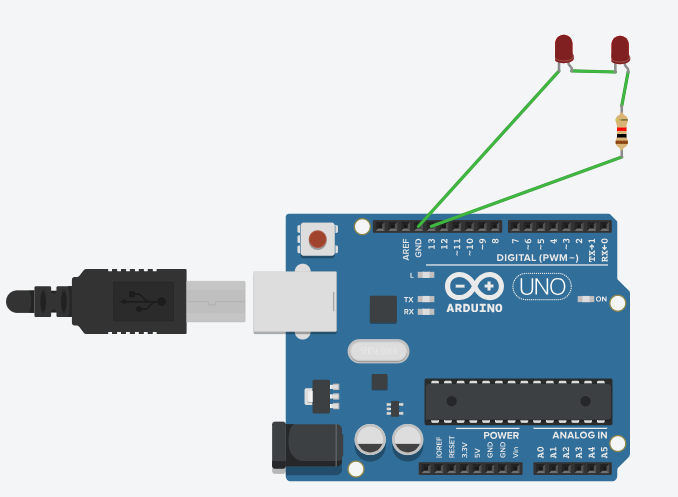 AREF
GND
13
12
~11
~10
~9
8
7
~6
~5
4
~3
2
TX→1
RX←0
DIGITAL (PWM~)
L
TX
RX
UNO
ARDUINO
ON
POWER
ANALOG IN
IOREF
RESET
3.3V
5V
GND
GND
Vin
A0
A1
A2
A3
A4
A5